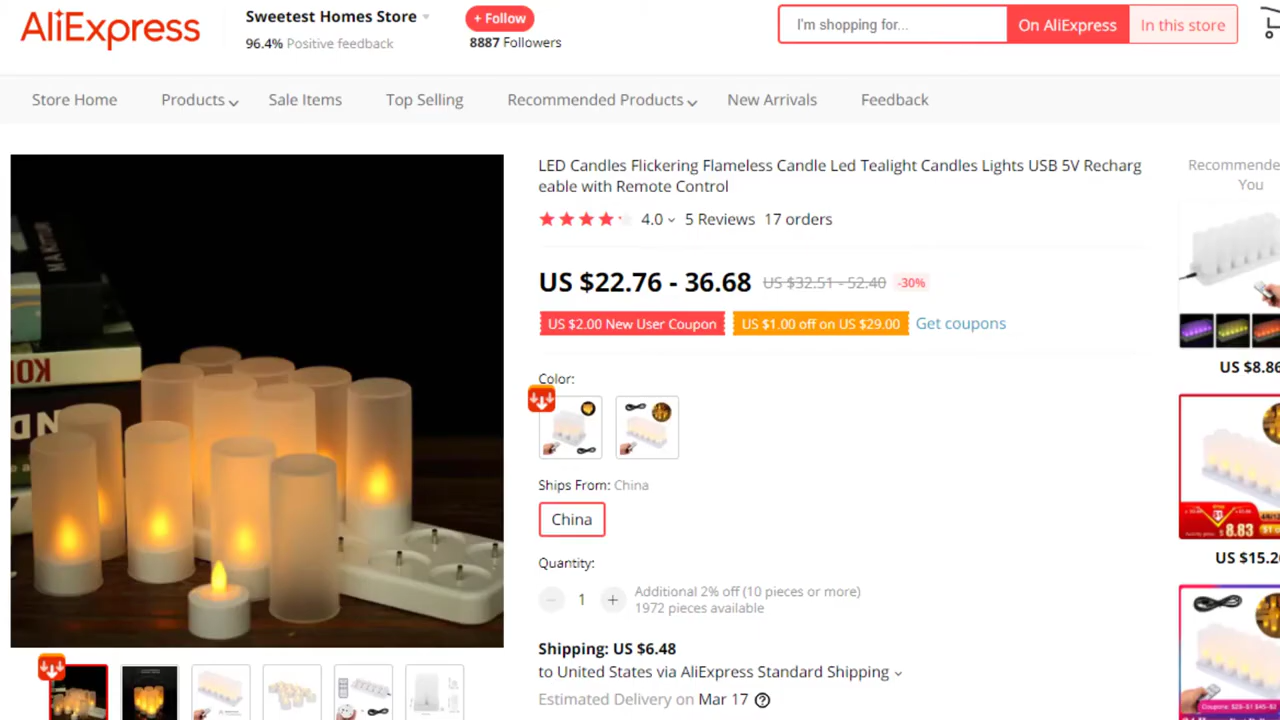 AliExpress
Sweetest Homes Store
+ Follow
96.4% Positive feedback
8887 Followers
I'm shopping for...
On AliExpress
In this store
Store Home
Products
Sale Items
Top Selling
Recommended Products
New Arrivals
Feedback
LED Candles Flickering Flameless Candle Led Tealight Candles Lights USB 5V Recharg
eable with Remote Control
4.0 5 Reviews 17 orders
US $22.76 - 36.68 US $32.51 - 52.40 -30%
US $2.00 New User Coupon US $1.00 off on US $29.00 Get coupons
Color:
Ships From: China
China
Quantity:
1
Additional 2% off (10 pieces or more)
1972 pieces available
Shipping: US $6.48
to United States via AliExpress Standard Shipping
Estimated Delivery on Mar 17
Recommende
You
US $8.86
8.83
US $15.2